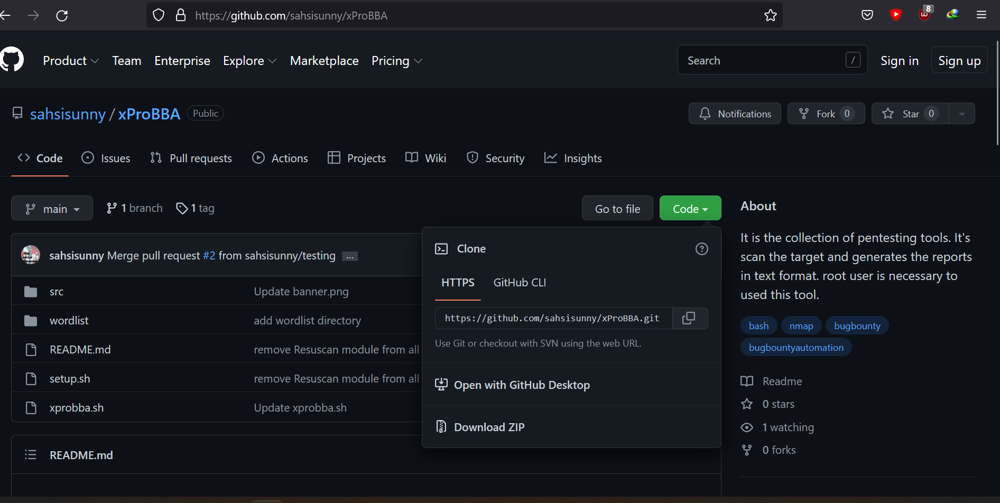 https://github.com/sahsisunny/xProBBA
8
Product Team Enterprise Explore Marketplace Pricing Search / Sign in Sign up
sahsisunny / xProBBA Public Notifications Fork 0 Star 0
Code Issues Pull requests Actions Projects Wiki Security Insights
main 1 branch 1 tag Go to file Code
Clone
HTTPS GitHub CLI
https://github.com/sahsisunny/xProBBA.git
Use Git or checkout with SVN using the web URL.
Open with GitHub Desktop
Download ZIP
the
social
dilemma
sahsisunny Merge pull request #2 from sahsisunny/testing ...
src Update banner.png
wordlist add wordlist directory
README.md remove Resuscan module from all
setup.sh remove Resuscan module from all
xprobba.sh Update xprobba.sh
README.md
About
It is the collection of pentesting tools. It's
scan the target and generates the reports
in text format. root user is necessary to
used this tool.
bash nmap bugbounty
bugbountyautomation
Readme
0 stars
1 watching
0 forks